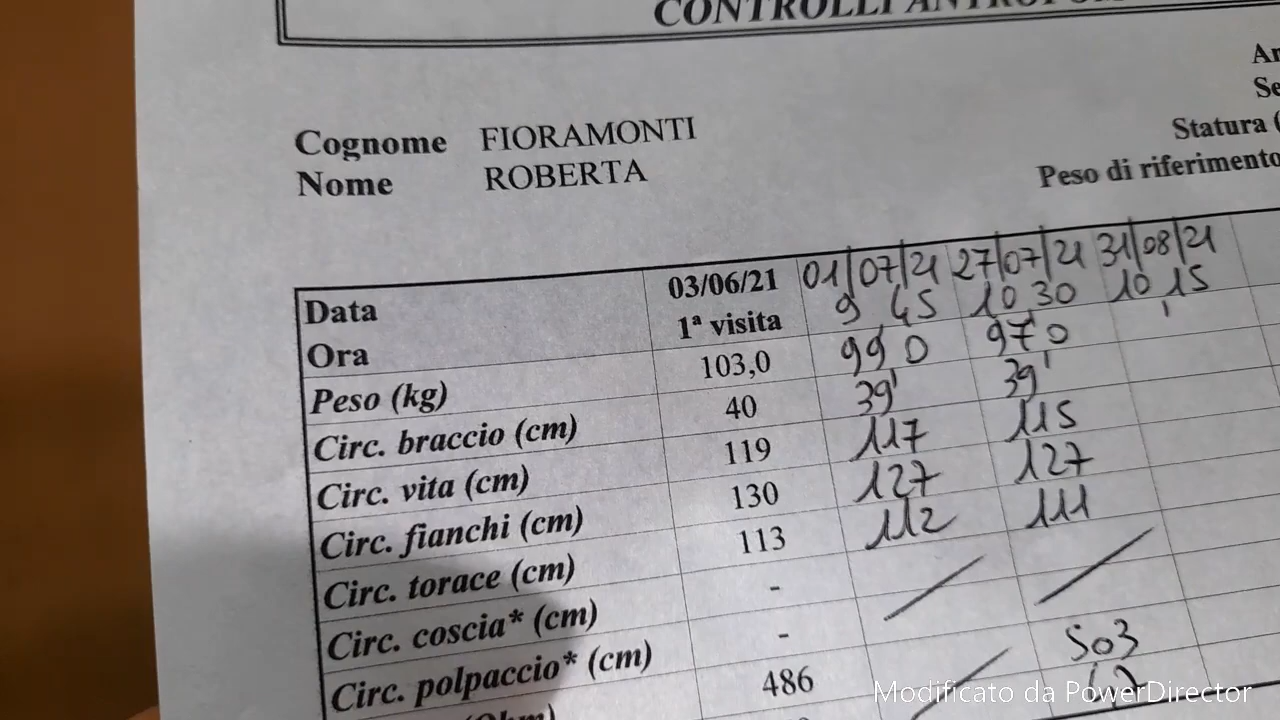 CONTROLLI ANTROPOM
Cognome FIORAMONTI
Nome ROBERTA
Statura (
Peso di riferimento
Data 03/06/21 01/07/21 27/07/21 31/08/21
Ora 1ª visita 9 45 10 30 10 15
Peso (kg) 103,0 99 0 97 0
Circ. braccio (cm) 40 39 39
Circ. vita (cm) 119 117 115
Circ. fianchi (cm) 130 127 127
Circ. torace (cm) 113 112 111
Circ. coscia* (cm) -
Circ. polpaccio* (cm) -
486 503
Modificato da PowerDirector